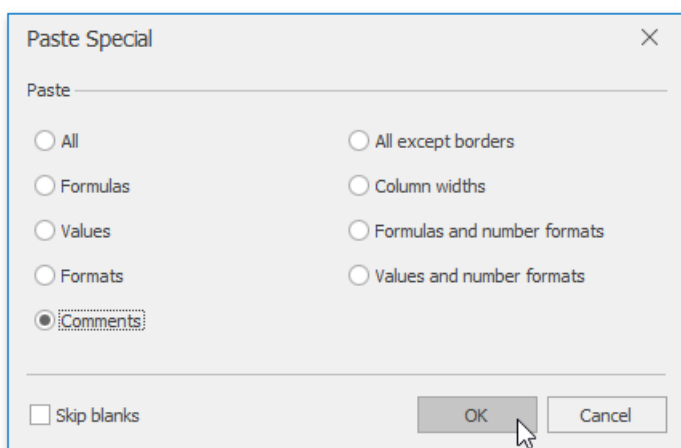 Paste Special
Paste
All
All except borders
Formulas
Column widths
Values
Formulas and number formats
Formats
Values and number formats
Comments
Skip blanks
OK
Cancel